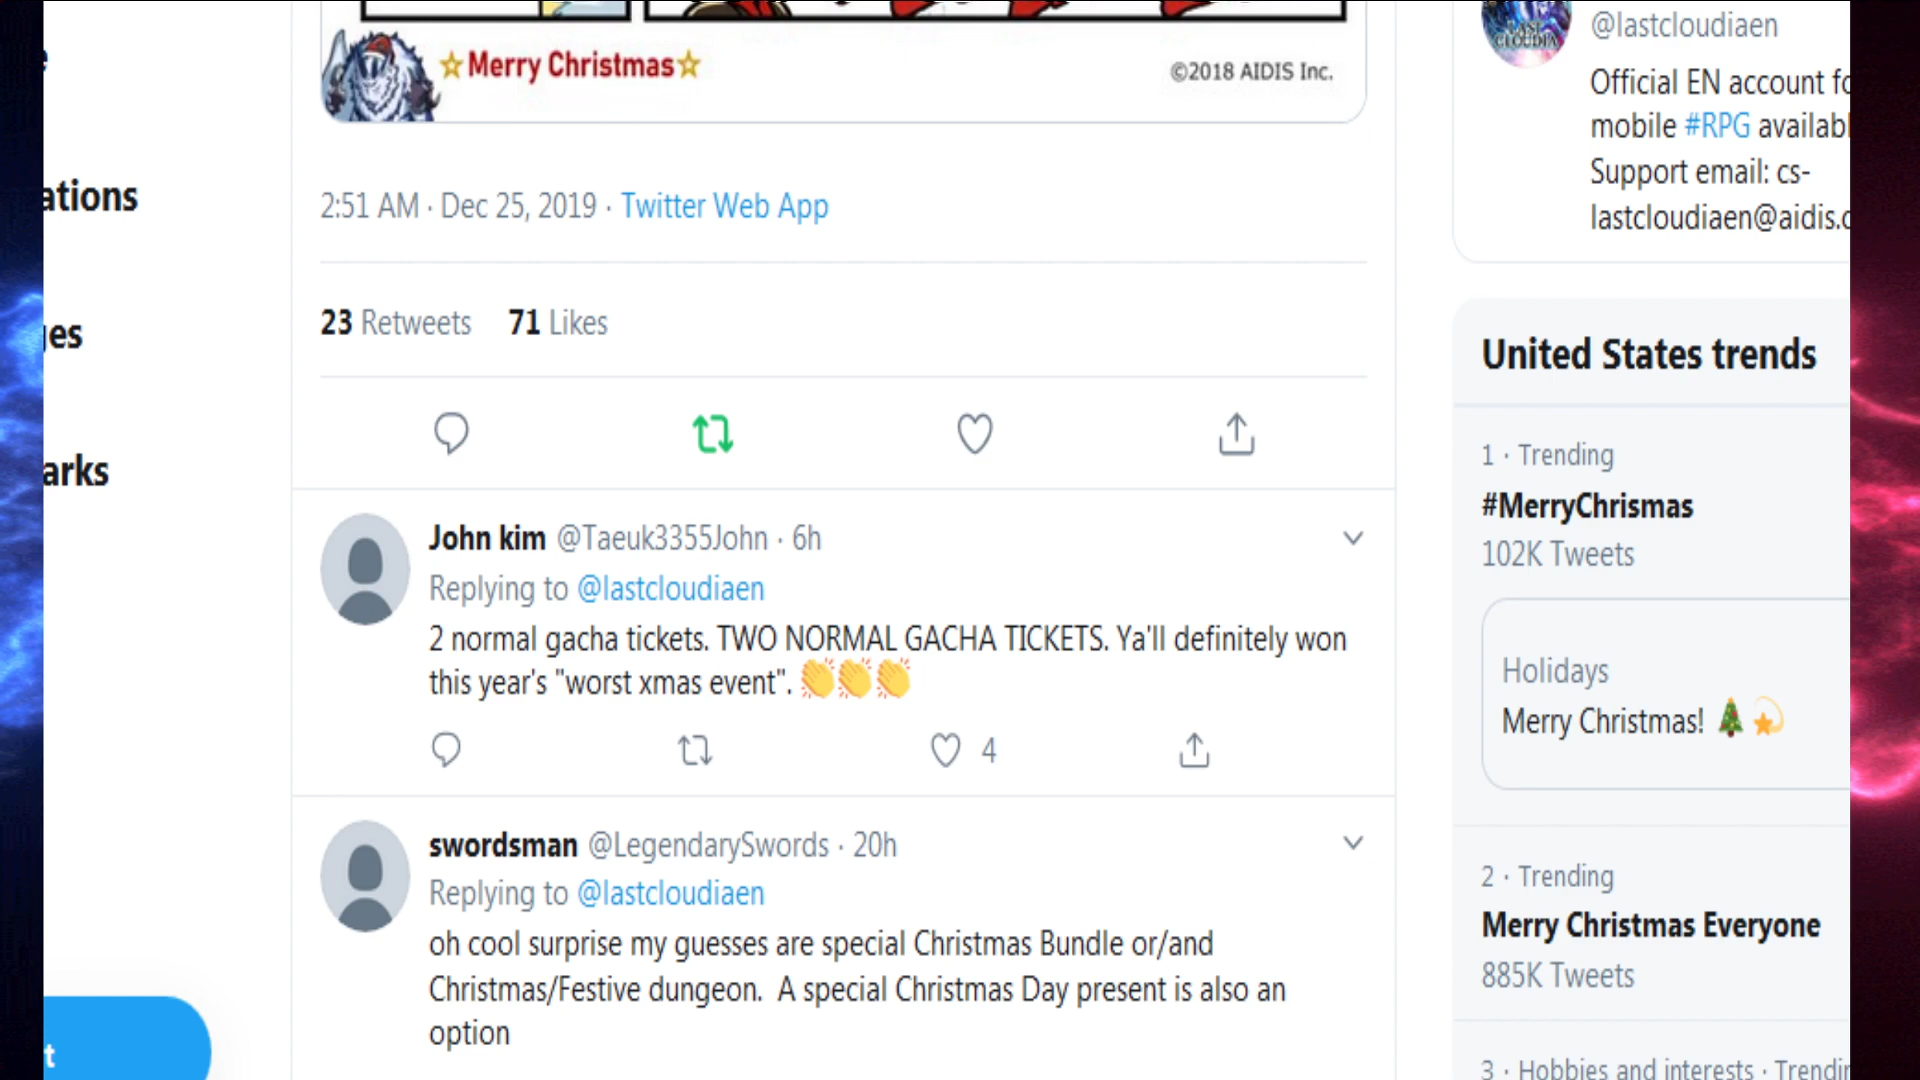 ☆Merry Christmas☆
©2018 AIDIS Inc.
2:51 AM · Dec 25, 2019 · Twitter Web App
23 Retweets 71 Likes
John kim @Taeuk3355John · 6h
Replying to @lastcloudiaen
2 normal gacha tickets. TWO NORMAL GACHA TICKETS. Ya'll definitely won
this year's "worst xmas event". 👏👏👏
4
swordsman @LegendarySwords · 20h
Replying to @lastcloudiaen
oh cool surprise my guesses are special Christmas Bundle or/and
Christmas/Festive dungeon. A special Christmas Day present is also an
option
ations
es
arks
t
@lastcloudiaen
Official EN account fo
mobile #RPG availabl
Support email: cs-
lastcloudiaen@aidis.c
United States trends
1 · Trending
#MerryChrismas
102K Tweets
Holidays
Merry Christmas! 🎄💫
2 · Trending
Merry Christmas Everyone
885K Tweets
3 · Hobbies and interests · Trendin